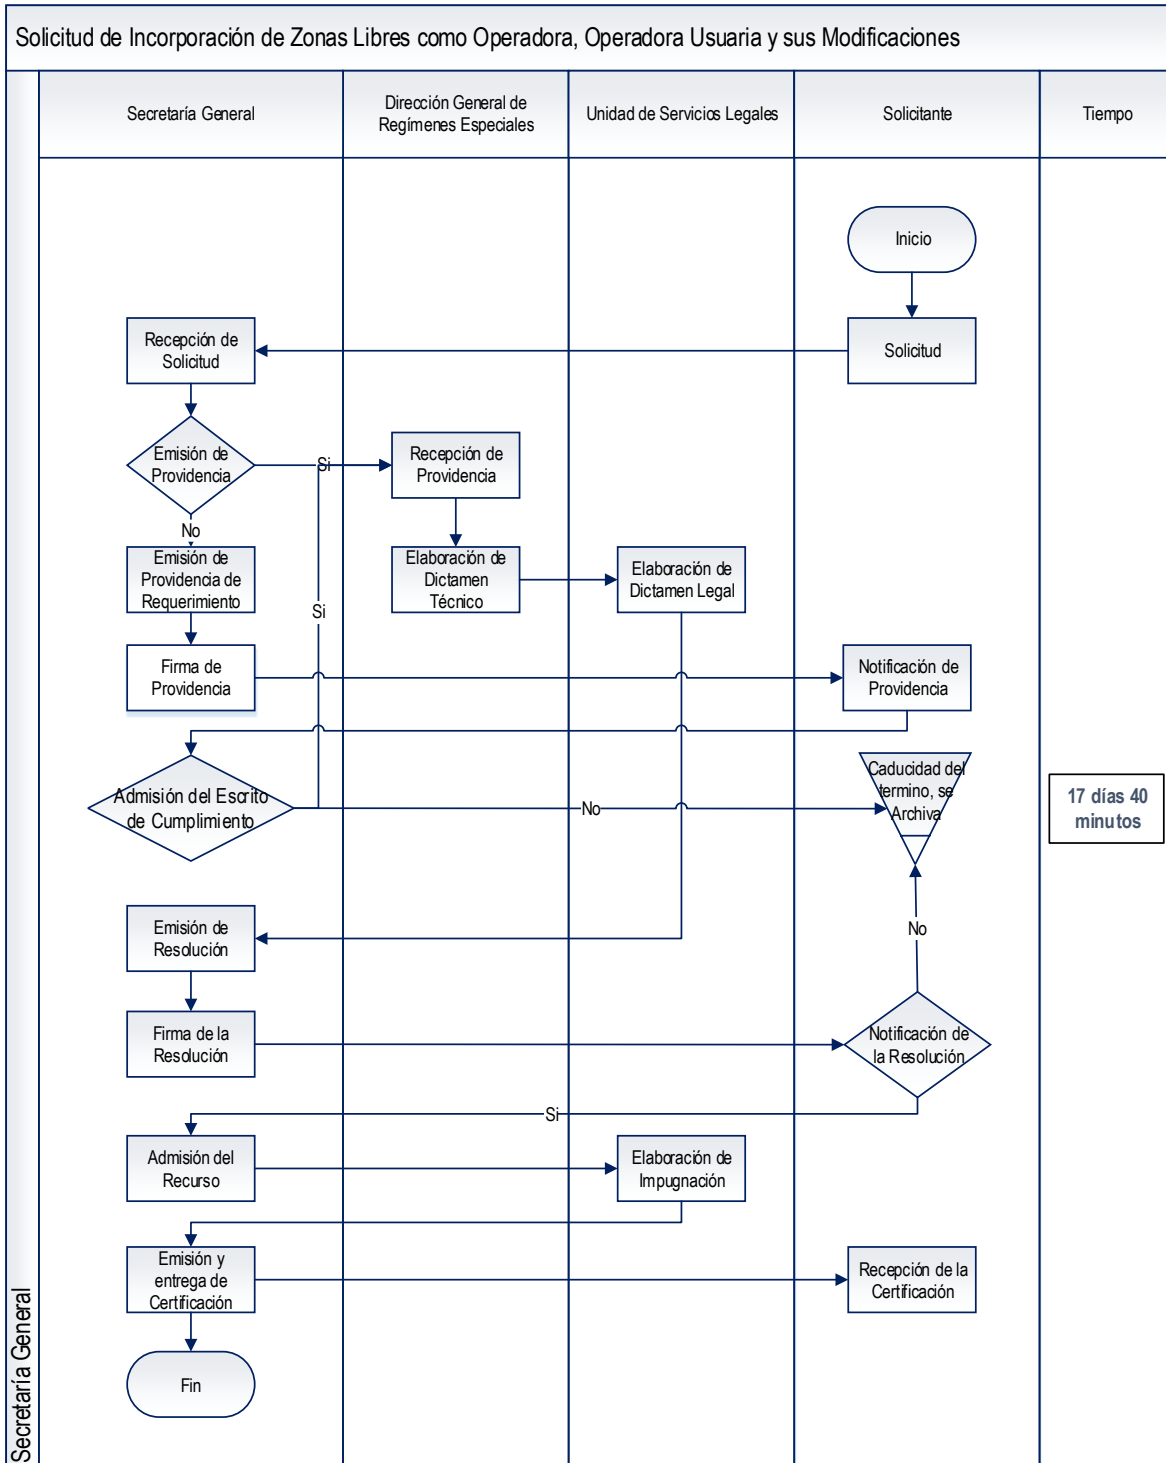 Solicitud de Incorporación de Zonas Libres como Operadora, Operadora Usuaria y sus Modificaciones
Secretaría General
Dirección General de
Regímenes Especiales
Unidad de Servicios Legales
Solicitante
Tiempo
Inicio
Recepción de
Solicitud
Solicitud
Emisión de
Providencia
Si
Recepción de
Providencia
No
Emisión de
Providencia de
Requerimiento
Si
Elaboración de
Dictamen
Técnico
Elaboración de
Dictamen Legal
Firma de
Providencia
Notificación de
Providencia
Admisión del Escrito
de Cumplimiento
No
Caducidad del
termino, se
Archiva
17 días 40
minutos
Emisión de
Resolución
No
Firma de la
Resolución
Notificación de
la Resolución
Si
Admisión del
Recurso
Elaboración de
Impugnación
Emisión y
entrega de
Certificación
Recepción de la
Certificación
Fin
Secretaría General